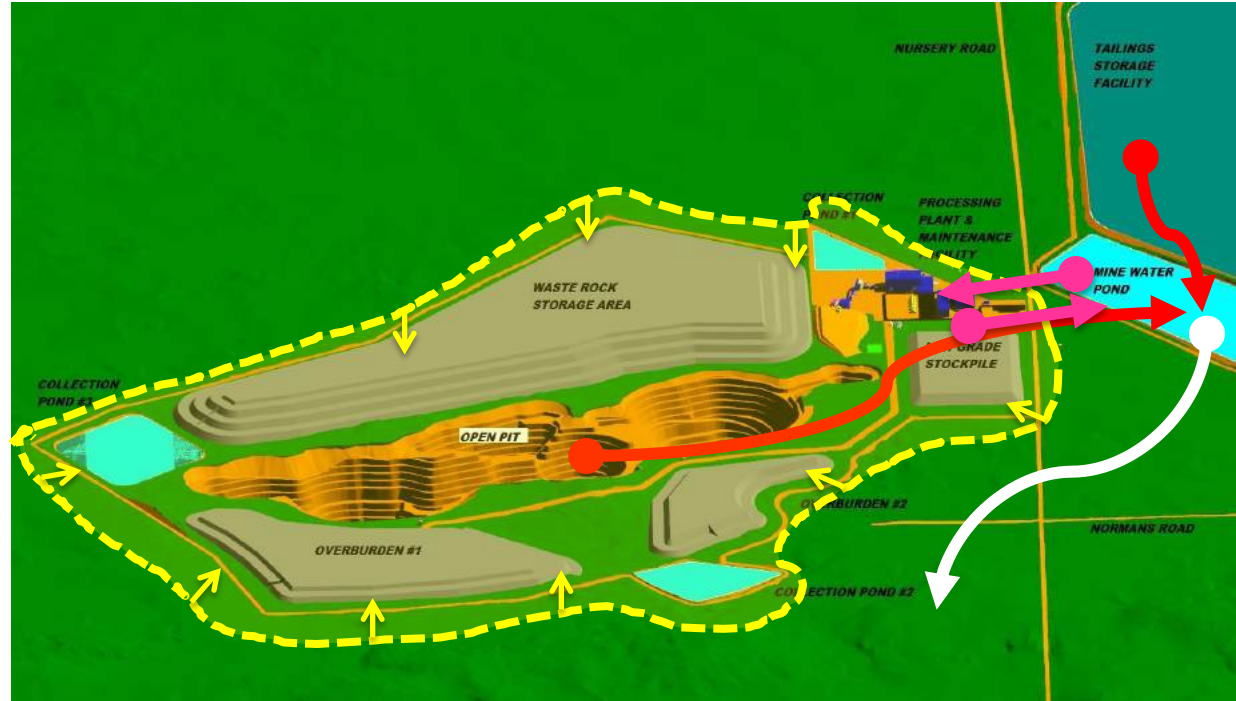 NURSERY ROAD
TAILINGS
STORAGE
FACILITY
COLLECTION
POND #1
PROCESSING
PLANT &
MAINTENANCE
FACILITY
MINE WATER
POND
WASTE ROCK
STORAGE AREA
GRADE
STOCKPILE
COLLECTION
POND #3
OPEN PIT
OVERBURDEN #2
NORMANS ROAD
OVERBURDEN #1
COLLECTION POND #2